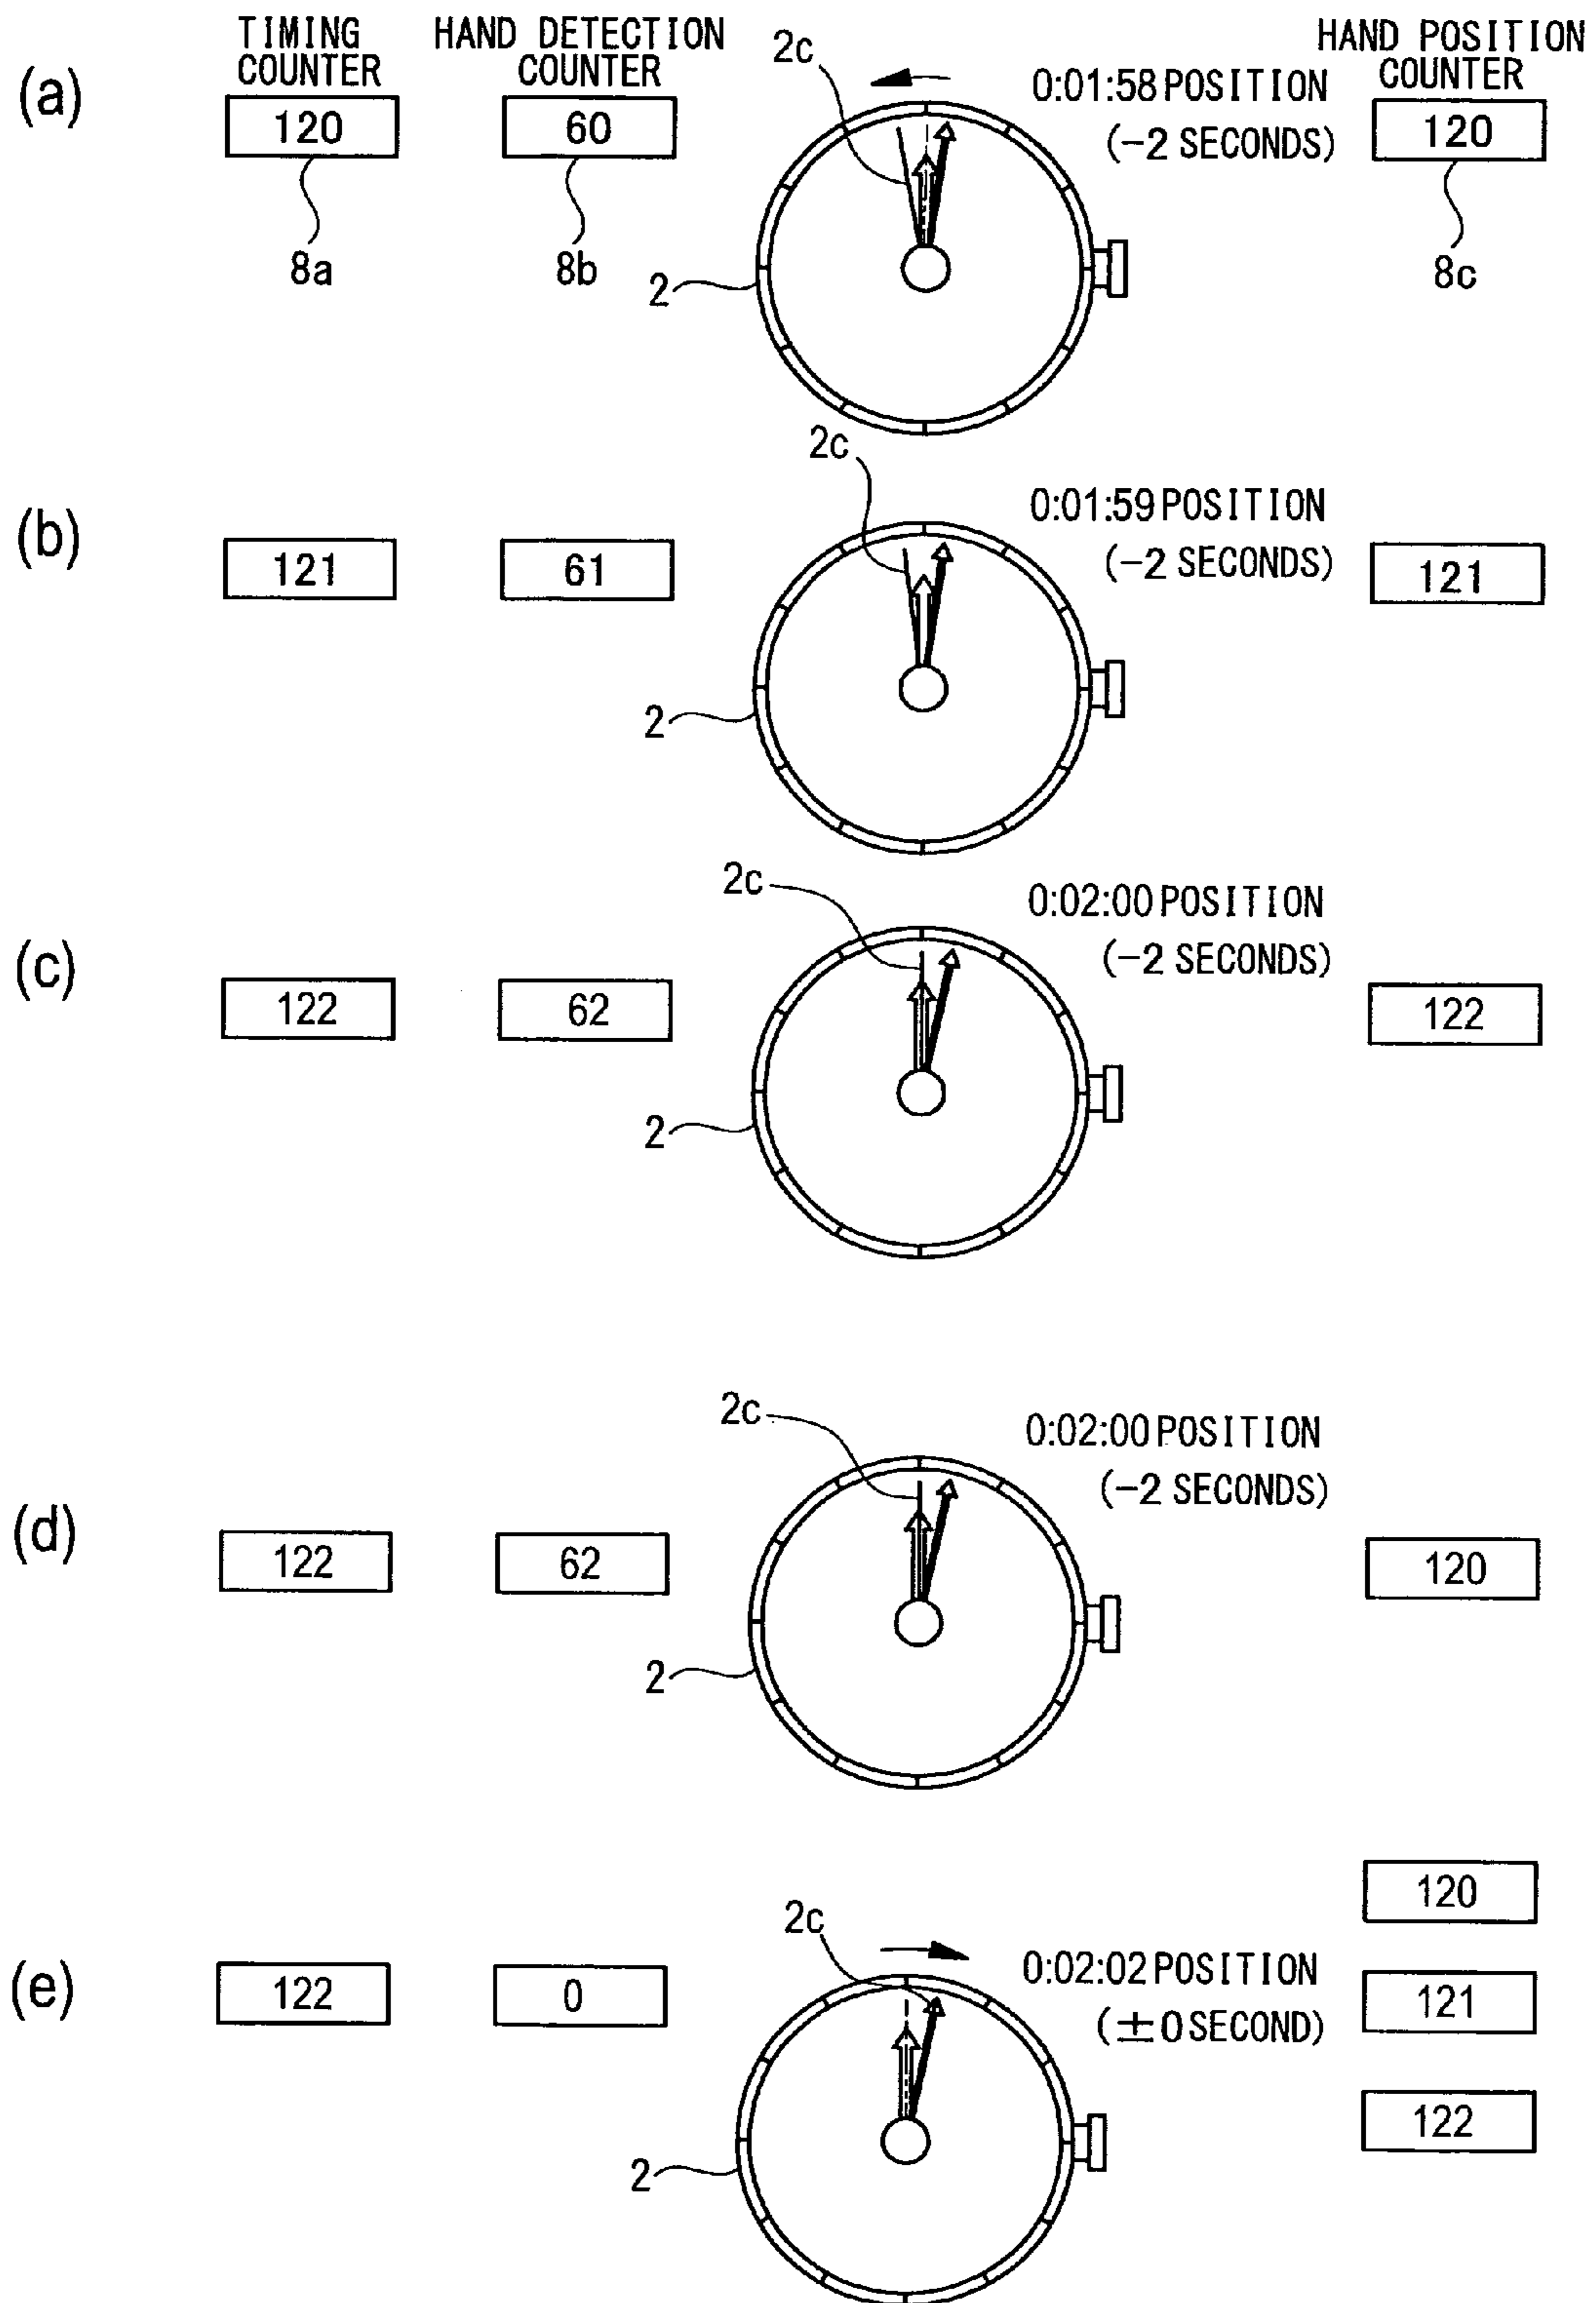 TIMING
COUNTER
HAND DETECTION
COUNTER
HAND POSITION
COUNTER
(a)
120
60
2c
2c
0:01:58 POSITION
(−2 SECONDS)
120
8a
8b
2
8c
(b)
121
61
2c
0:01:59 POSITION
(−2 SECONDS)
121
2
(c)
122
62
2c
0:02:00 POSITION
(−2 SECONDS)
122
2
(d)
122
62
2c
0:02:00 POSITION
(−2 SECONDS)
120
2
(e)
122
0
2c
0:02:02 POSITION
(±0 SECOND)
120
121
122
2